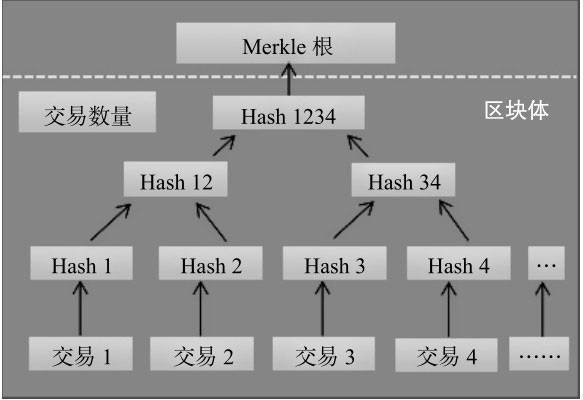 Merkle 根
交易数量
Hash 1234
区块体
Hash 12
Hash 34
Hash 1
Hash 2
Hash 3
Hash 4
…
交易 1
交易 2
交易 3
交易 4
……